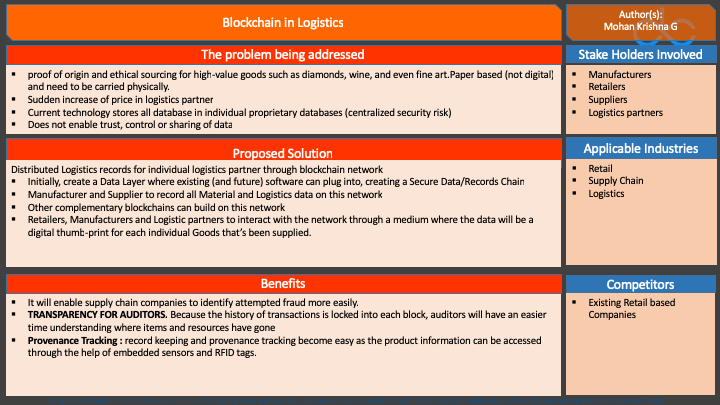 Blockchain in Logistics
Author(s):
Mohan Krishna G
The problem being addressed
▪ proof of origin and ethical sourcing for high-value goods such as diamonds, wine, and even fine art.Paper based (not digital)
and need to be carried physically.
▪ Sudden increase of price in logistics partner
▪ Current technology stores all database in individual proprietary databases (centralized security risk)
▪ Does not enable trust, control or sharing of data
Stake Holders Involved
▪ Manufacturers
▪ Retailers
▪ Suppliers
▪ Logistics partners
Proposed Solution
Distributed Logistics records for individual logistics partner through blockchain network
▪ Initially, create a Data Layer where existing (and future) software can plug into, creating a Secure Data/Records Chain
▪ Manufacturer and Supplier to record all Material and Logistics data on this network
▪ Other complementary blockchains can build on this network
▪ Retailers, Manufacturers and Logistic partners to interact with the network through a medium where the data will be a
digital thumb-print for each individual Goods that's been supplied.
Applicable Industries
▪ Retail
▪ Supply Chain
▪ Logistics
Benefits
▪ It will enable supply chain companies to identify attempted fraud more easily.
▪ TRANSPARENCY FOR AUDITORS. Because the history of transactions is locked into each block, auditors will have an easier
time understanding where items and resources have gone
▪ Provenance Tracking : record keeping and provenance tracking become easy as the product information can be accessed
through the help of embedded sensors and RFID tags.
Competitors
▪ Existing Retail based
Companies